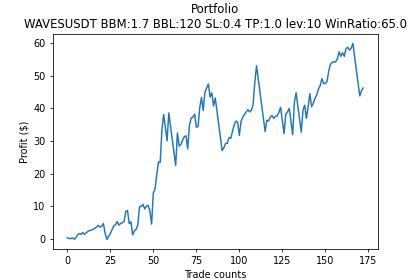 Portfolio
WAVESUSDT BBM:1.7 BBL:120 SL:0.4 TP:1.0 lev:10 WinRatio:65.0
60
50
40
30
20
10
0
Profit ($)
0 25 50 75 100 125 150 175
Trade counts